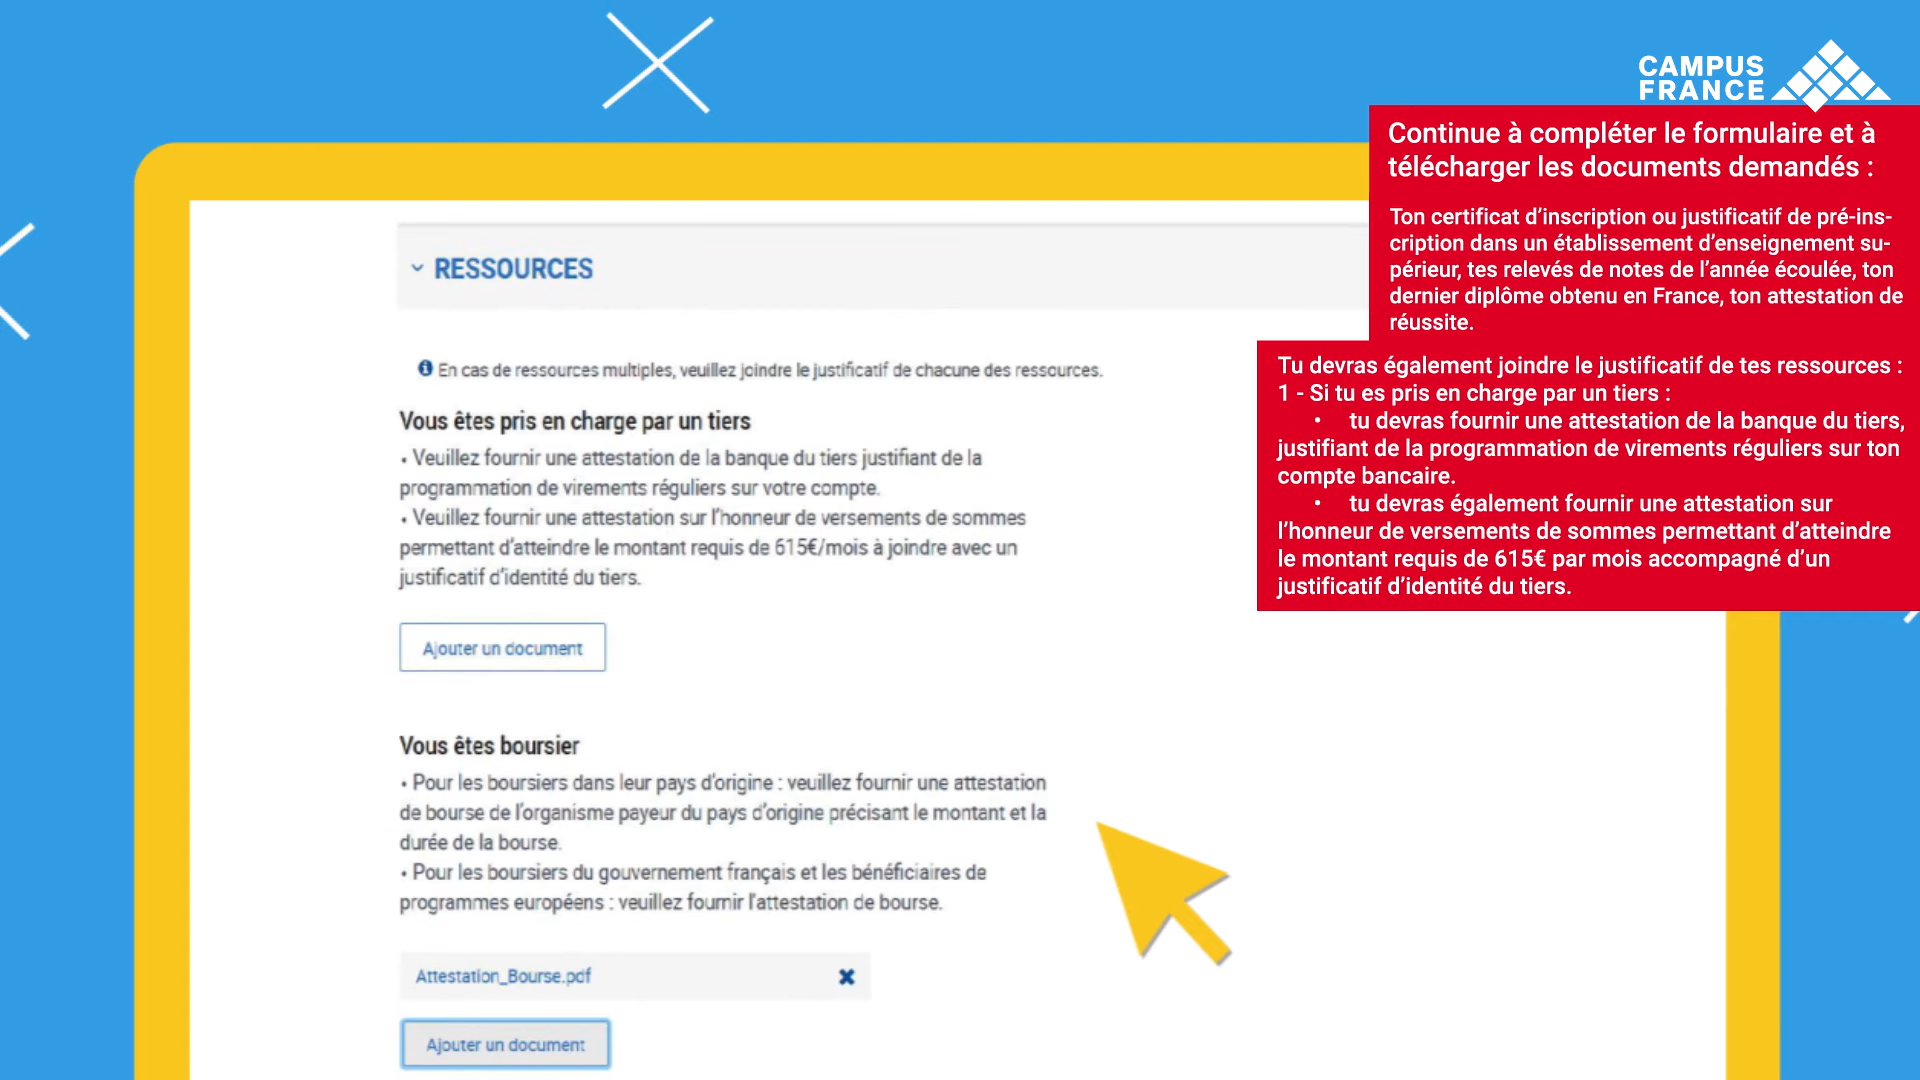 CAMPUS
FRANCE
Continue à compléter le formulaire et à
télécharger les documents demandés :
Ton certificat d’inscription ou justificatif de pré-ins-
cription dans un établissement d’enseignement su-
périeur, tes relevés de notes de l’année écoulée, ton
dernier diplôme obtenu en France, ton attestation de
réussite.
Tu devras également joindre le justificatif de tes ressources :
1 - Si tu es pris en charge par un tiers :
• tu devras fournir une attestation de la banque du tiers,
justifiant de la programmation de virements réguliers sur ton
compte bancaire.
• tu devras également fournir une attestation sur
l’honneur de versements de sommes permettant d’atteindre
le montant requis de 615€ par mois accompagné d’un
justificatif d’identité du tiers.
RESSOURCES
En cas de ressources multiples, veuillez joindre le justificatif de chacune des ressources.
Vous êtes pris en charge par un tiers
• Veuillez fournir une attestation de la banque du tiers justifiant de la
programmation de virements réguliers sur votre compte.
• Veuillez fournir une attestation sur l’honneur de versements de sommes
permettant d’atteindre le montant requis de 615€/mois à joindre avec un
justificatif d’identité du tiers.
Ajouter un document
Vous êtes boursier
• Pour les boursiers dans leur pays d’origine : veuillez fournir une attestation
de bourse de l’organisme payeur du pays d’origine précisant le montant et la
durée de la bourse.
• Pour les boursiers du gouvernement français et les bénéficiaires de
programmes européens : veuillez fournir l’attestation de bourse.
Attestation_Bourse.pdf
Ajouter un document